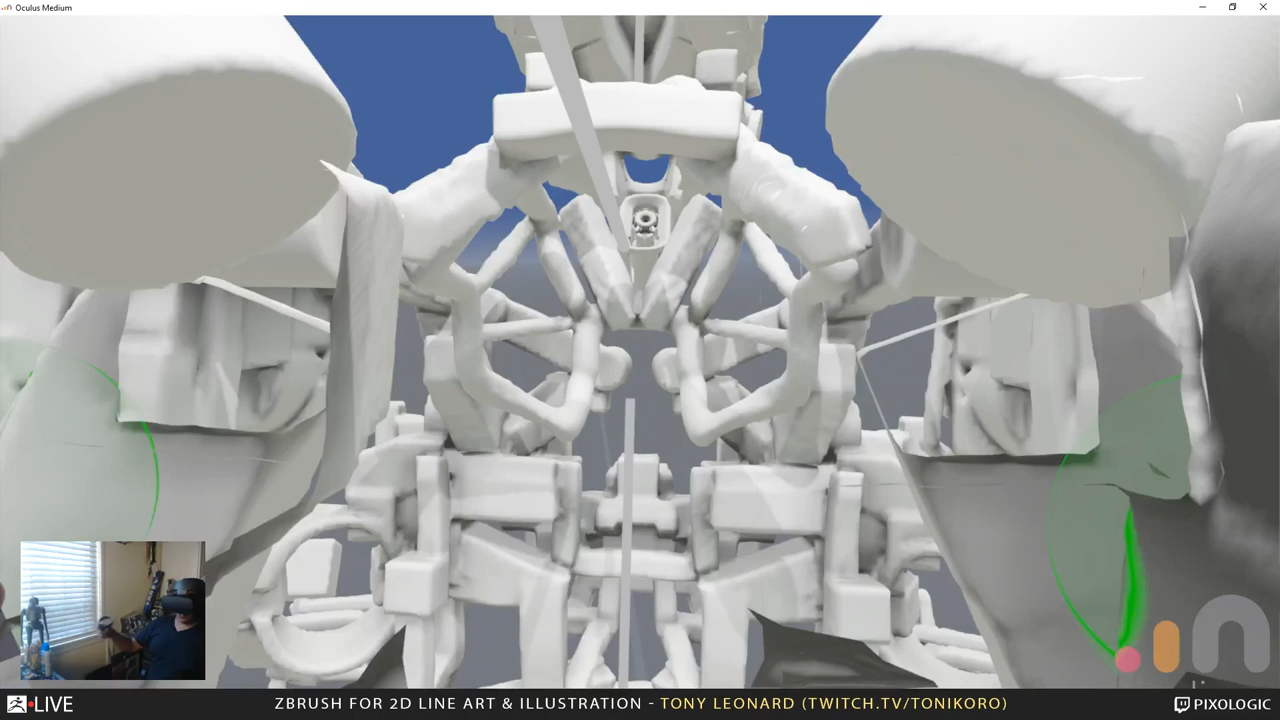 Oculus Medium
LIVE
ZBRUSH FOR 2D LINE ART & ILLUSTRATION - TONY LEONARD (TWITCH.TV/TONIKORO)
PIXOLOGIC